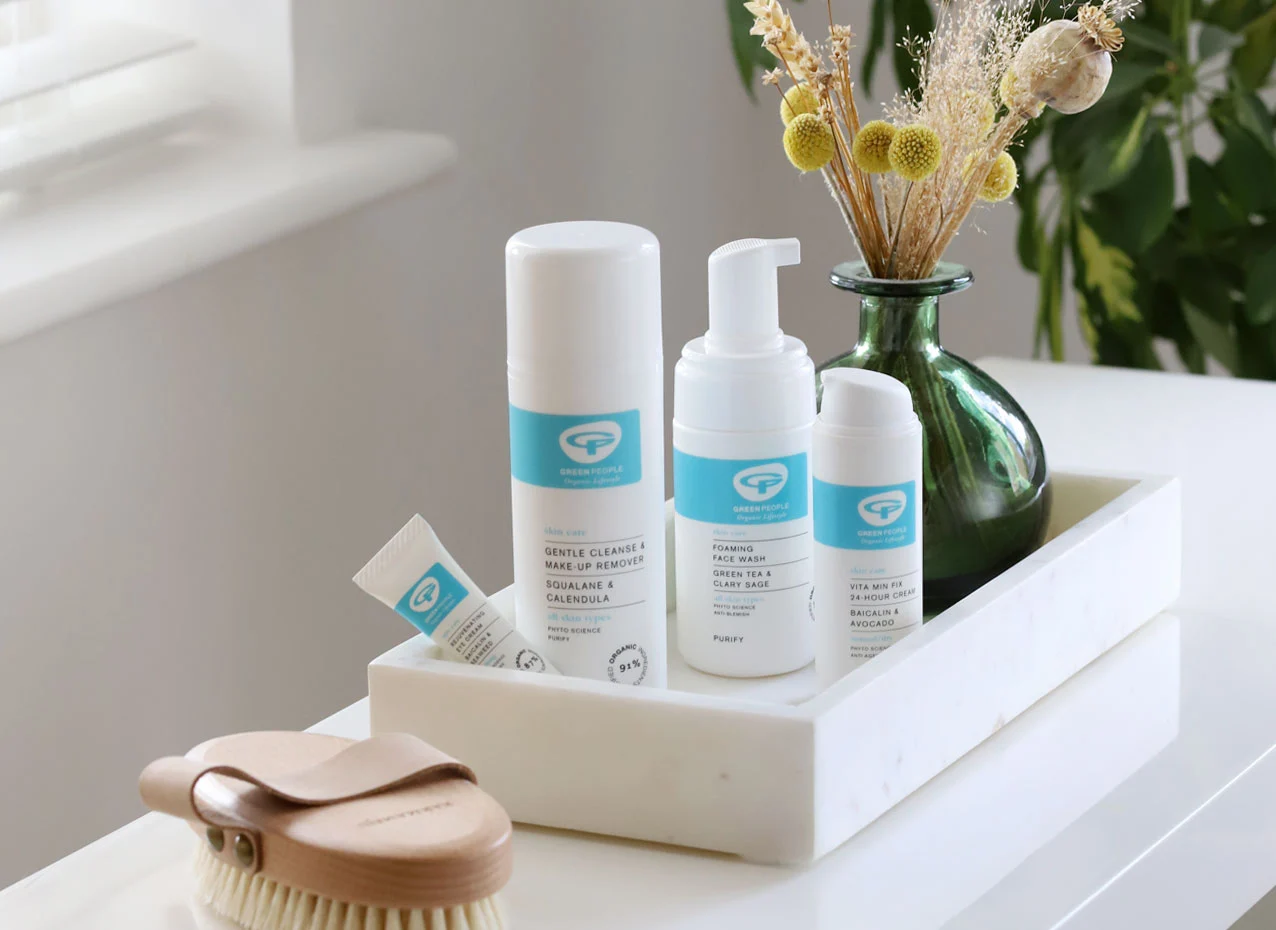 GREEN PEOPLE
Organic Lifestyle
skin care
GENTLE CLEANSE &
MAKE-UP REMOVER
SQUALANE &
CALENDULA
all skin types
PHYTO SCIENCE
PURIFY
ORGANIC
91%
GREEN PEOPLE
Organic Lifestyle
skin care
FOAMING
FACE WASH
GREEN TEA &
CLARY SAGE
all skin types
PHYTO SCIENCE
ANTI-BLEMISH
PURIFY
GREEN PEOPLE
Organic Lifestyle
skin care
VITA MIN FIX
24-HOUR CREAM
BAICALIN &
AVOCADO
PHYTO SCIENCE
REJUVENATING
EYE CREAM
BAICALIN &
SEAWEED
87%